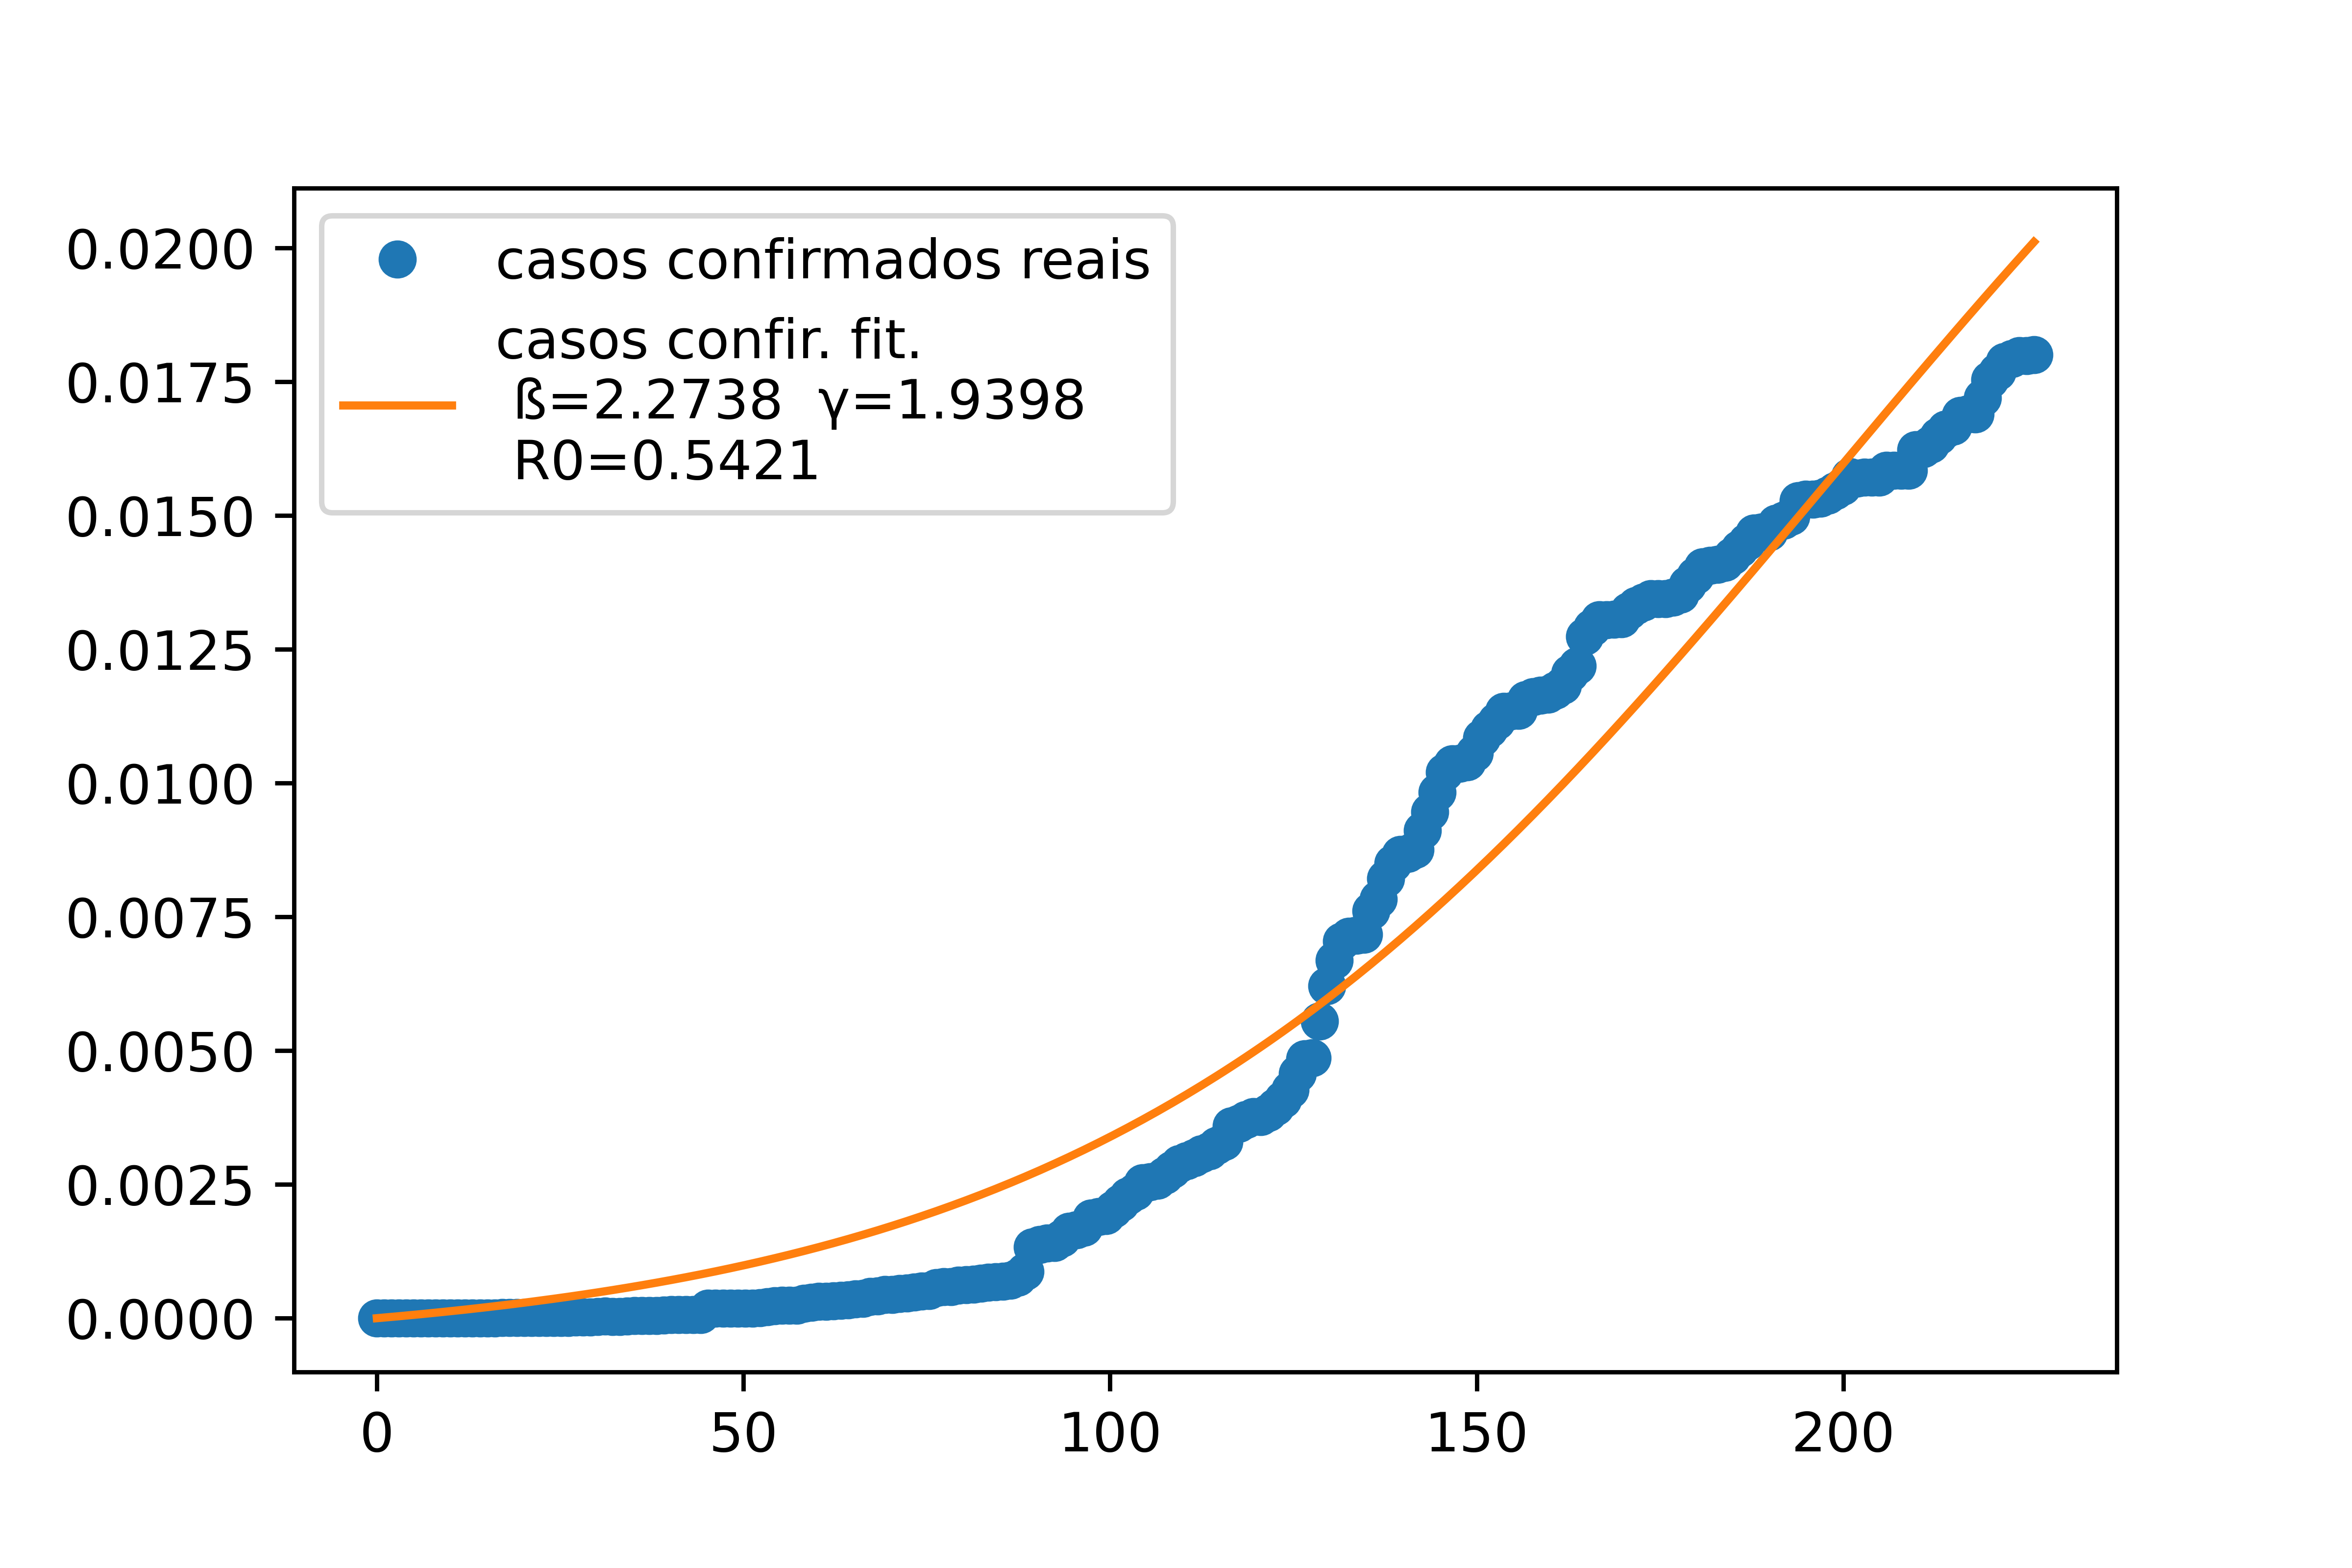 0.0200
0.0175
0.0150
0.0125
0.0100
0.0075
0.0050
0.0025
0.0000
casos confirmados reais
casos confir. fit.
ß=2.2738 γ=1.9398
R0=0.5421
0 50 100 150 200